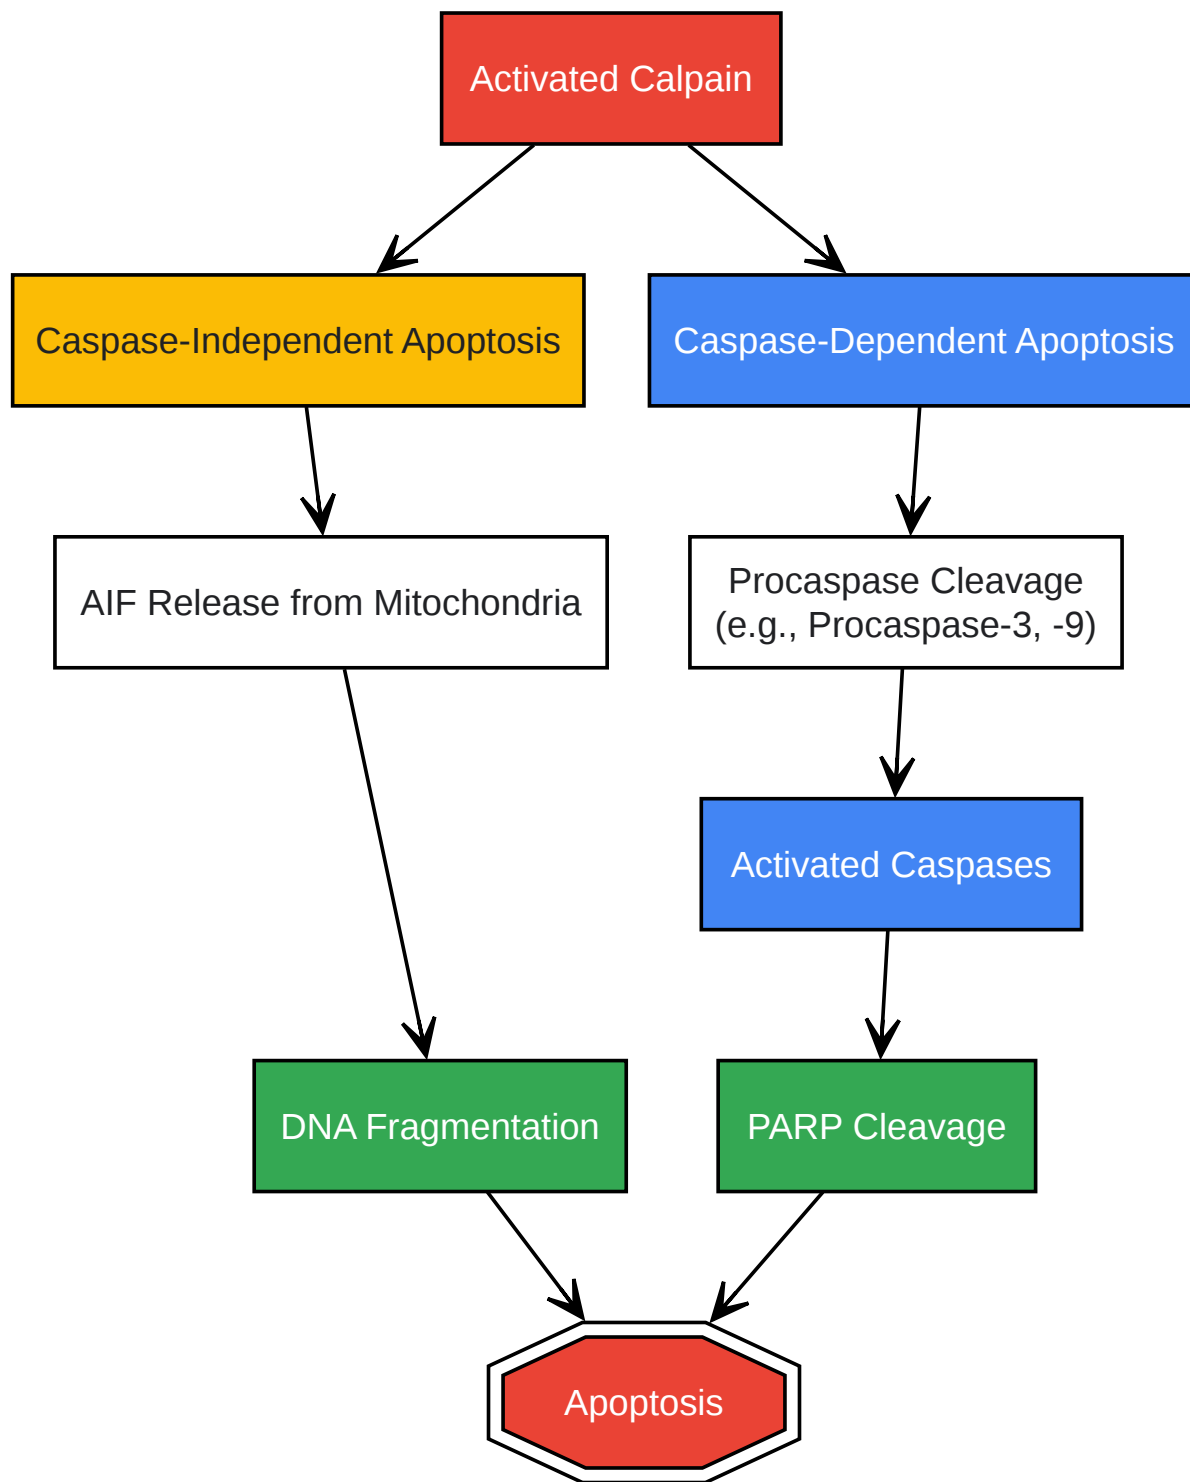 Activated Calpain
Caspase-Independent Apoptosis
Caspase-Dependent Apoptosis
AIF Release from Mitochondria
Procaspase Cleavage
(e.g., Procaspase-3, -9)
Activated Caspases
DNA Fragmentation
PARP Cleavage
Apoptosis